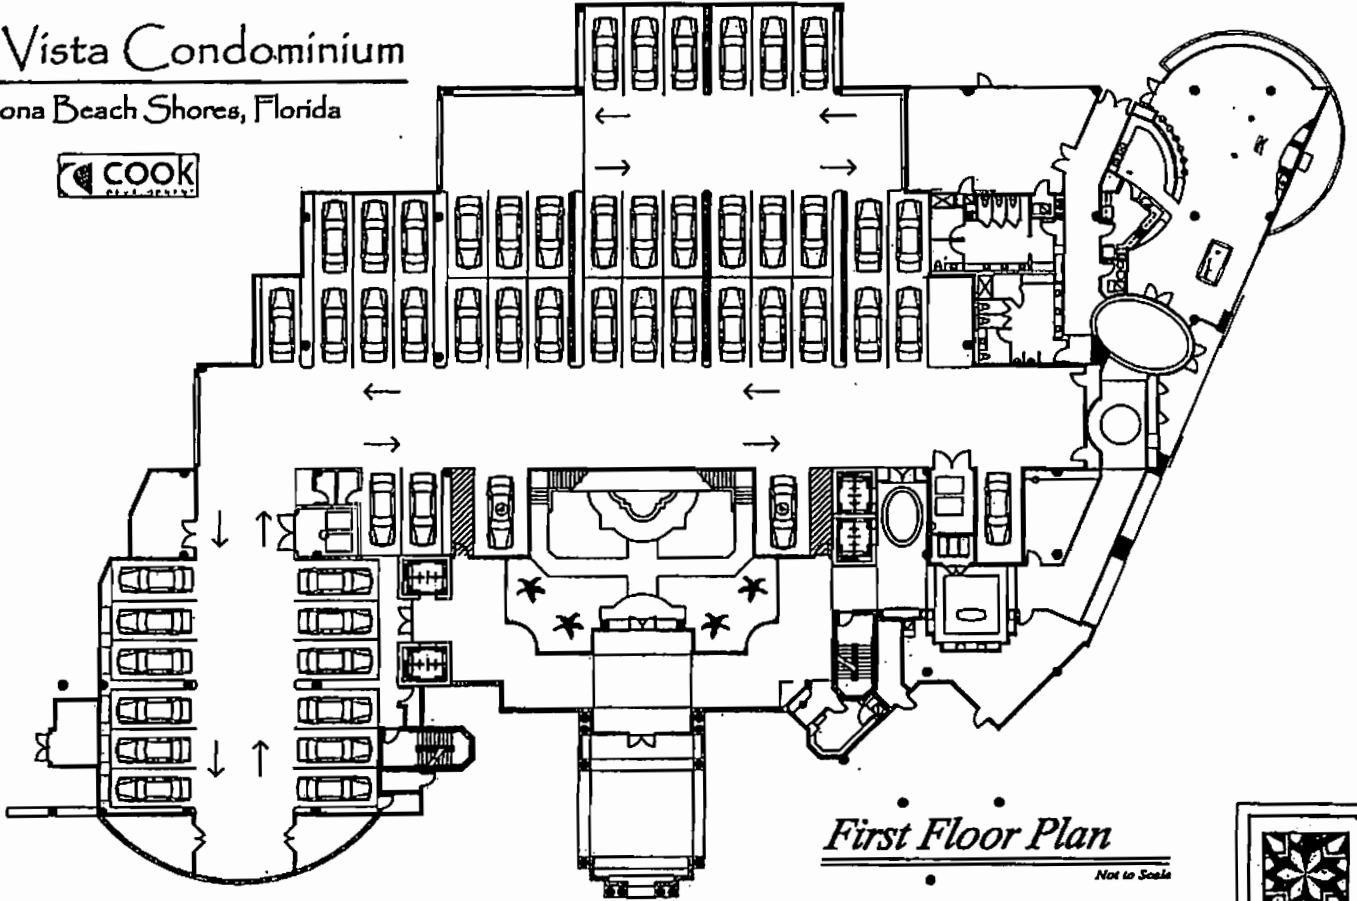 Vista Condominium
ona Beach Shores, Florida
COOK
First Floor Plan
Not to Scale